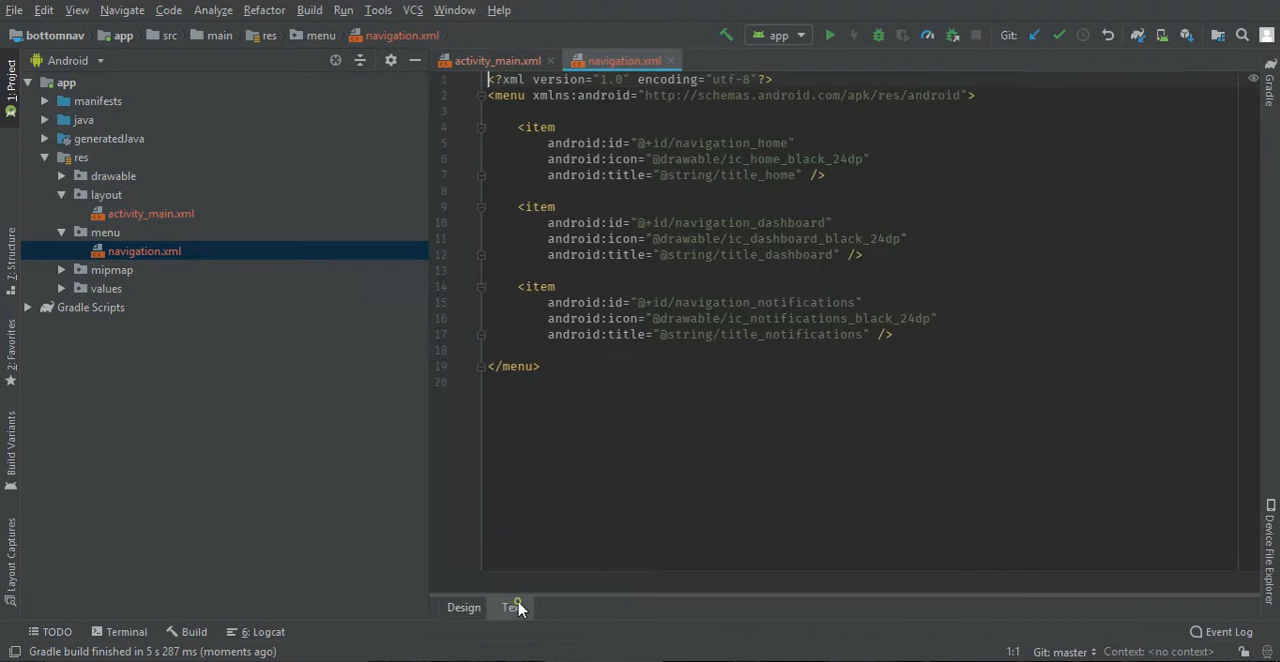 File Edit View Navigate Code Analyze Refactor Build Run Tools VCS Window Help
bottomnav app src main res menu navigation.xml app Git:
1: Project Android activity_main.xml navigation.xml Gradle
app
manifests
java
generatedJava
res
drawable
layout
activity_main.xml
menu
navigation.xml
mipmap
values
Gradle Scripts
7: Structure
2: Favorites
Build Variants
Layout Captures
1 <?xml version="1.0" encoding="utf-8"?>
2 <menu xmlns:android="http://schemas.android.com/apk/res/android">
3
4 <item
5 android:id="@+id/navigation_home"
6 android:icon="@drawable/ic_home_black_24dp"
7 android:title="@string/title_home" />
8
9 <item
10 android:id="@+id/navigation_dashboard"
11 android:icon="@drawable/ic_dashboard_black_24dp"
12 android:title="@string/title_dashboard" />
13
14 <item
15 android:id="@+id/navigation_notifications"
16 android:icon="@drawable/ic_notifications_black_24dp"
17 android:title="@string/title_notifications" />
18
19 </menu>
20
Device File Explorer
Design
TODO Terminal Build 6: Logcat Event Log
Gradle build finished in 5 s 287 ms (moments ago) 1:1 Git: master Context: <no context>